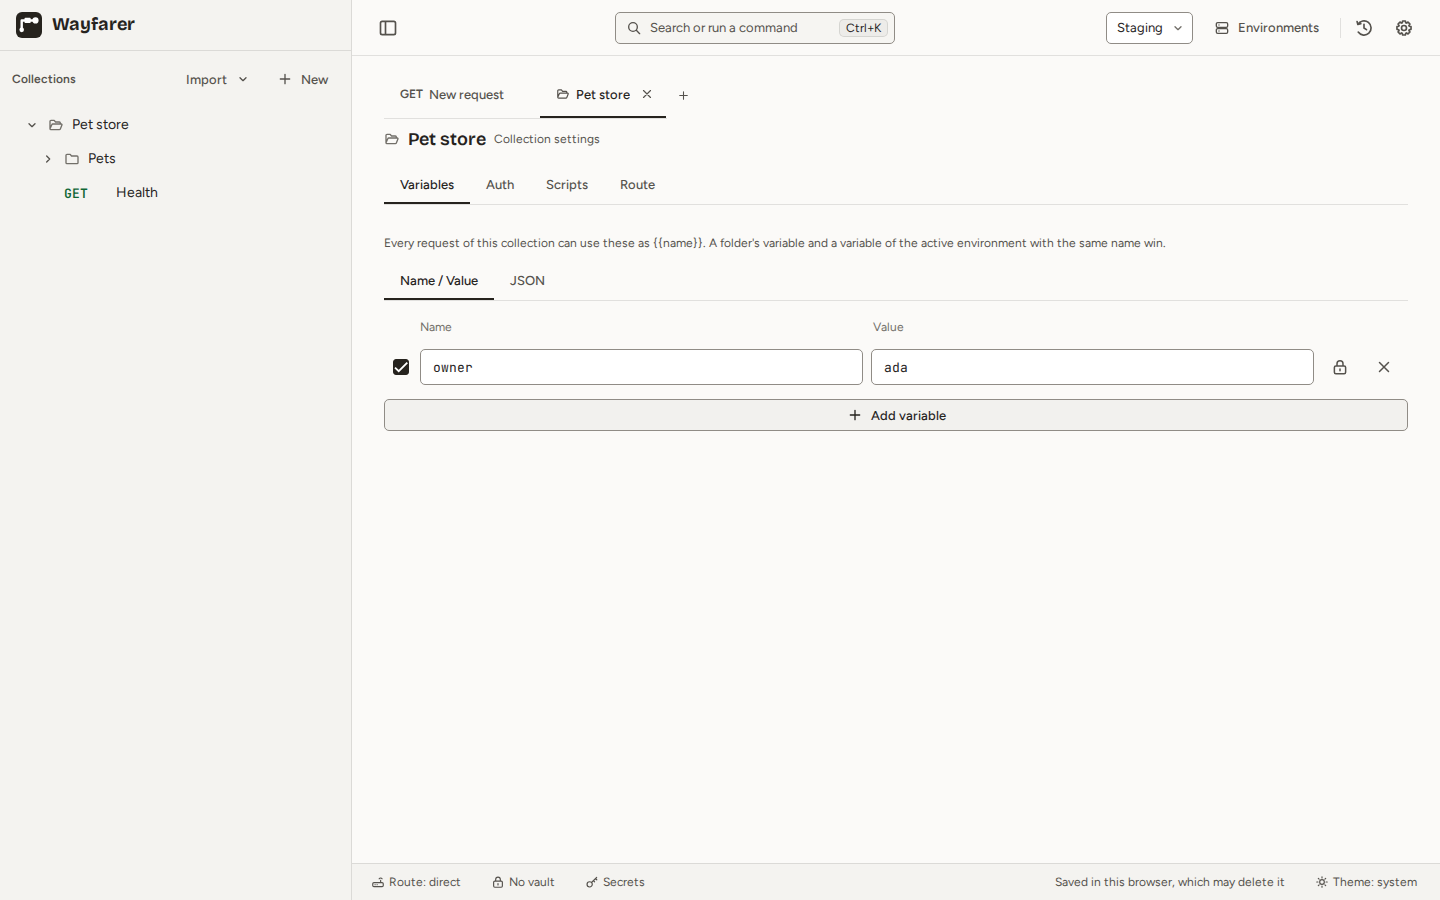 Wayfarer
Search or run a command Ctrl+K
Staging
Environments
Collections Import New
Pet store
Pets
GET Health
GET New request
Pet store
Pet store Collection settings
Variables Auth Scripts Route
Every request of this collection can use these as {{name}}. A folder's variable and a variable of the active environment with the same name win.
Name / Value JSON
Name Value
owner ada
Add variable
Route: direct No vault Secrets Saved in this browser, which may delete it Theme: system